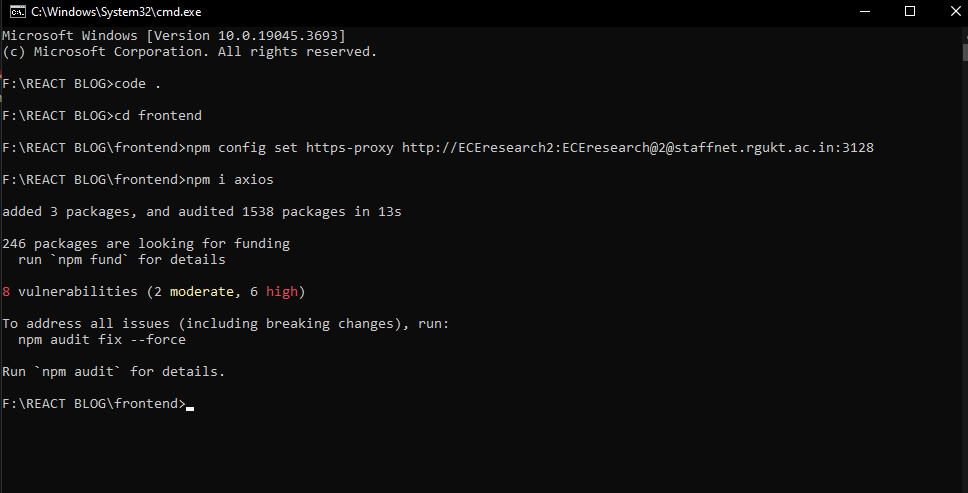 C:\Windows\System32\cmd.exe
Microsoft Windows [Version 10.0.19045.3693]
(c) Microsoft Corporation. All rights reserved.
F:\REACT BLOG>code .
F:\REACT BLOG>cd frontend
F:\REACT BLOG\frontend>npm config set https-proxy http://ECEresearch2:ECEresearch@2@staffnet.rgukt.ac.in:3128
F:\REACT BLOG\frontend>npm i axios
added 3 packages, and audited 1538 packages in 13s
246 packages are looking for funding
  run `npm fund` for details
8 vulnerabilities (2 moderate, 6 high)
To address all issues (including breaking changes), run:
  npm audit fix --force
Run `npm audit` for details.
F:\REACT BLOG\frontend>